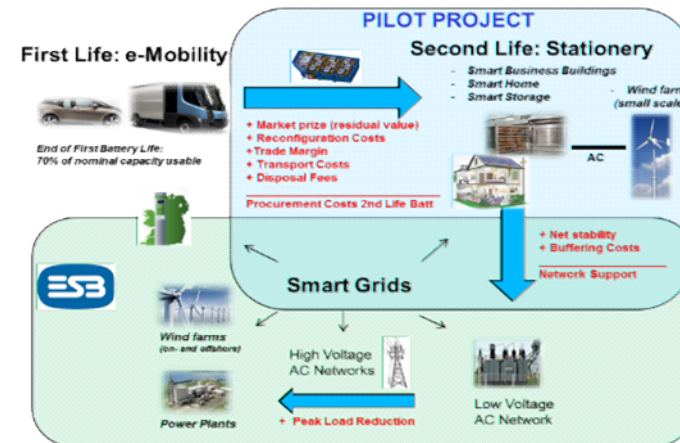 PILOT PROJECT
First Life: e-Mobility
Second Life: Stationery
- Smart Business Buildings
- Smart Home
- Smart Storage
- Wind farm
(small scale
AC
End of First Battery Life:
70% of nominal capacity usable
+ Market prize (residual value)
+ Reconfiguration Costs
+Trade Margin
+ Transport Costs
+ Disposal Fees
Procurement Costs 2nd Life Batt
+ Net stability
+ Buffering Costs
Network Support
ESB
Smart Grids
Wind farms
(on- and offshore)
High Voltage
AC Networks
Power Plants
+ Peak Load Reduction
Low Voltage
AC Network